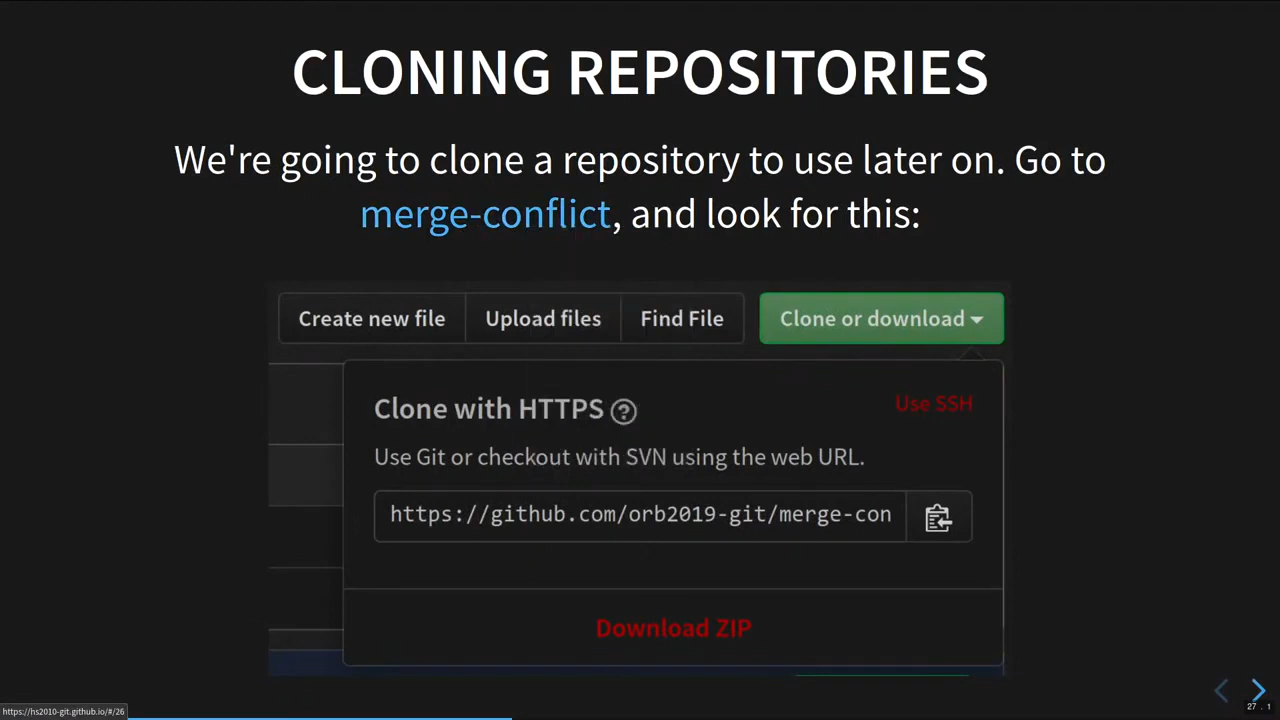 CLONING REPOSITORIES
We're going to clone a repository to use later on. Go to
merge-conflict, and look for this:
Create new file Upload files Find File Clone or download
Clone with HTTPS ? Use SSH
Use Git or checkout with SVN using the web URL.
https://github.com/orb2019-git/merge-con
Download ZIP
https://hs2010-git.github.io/#/26
27 . 1